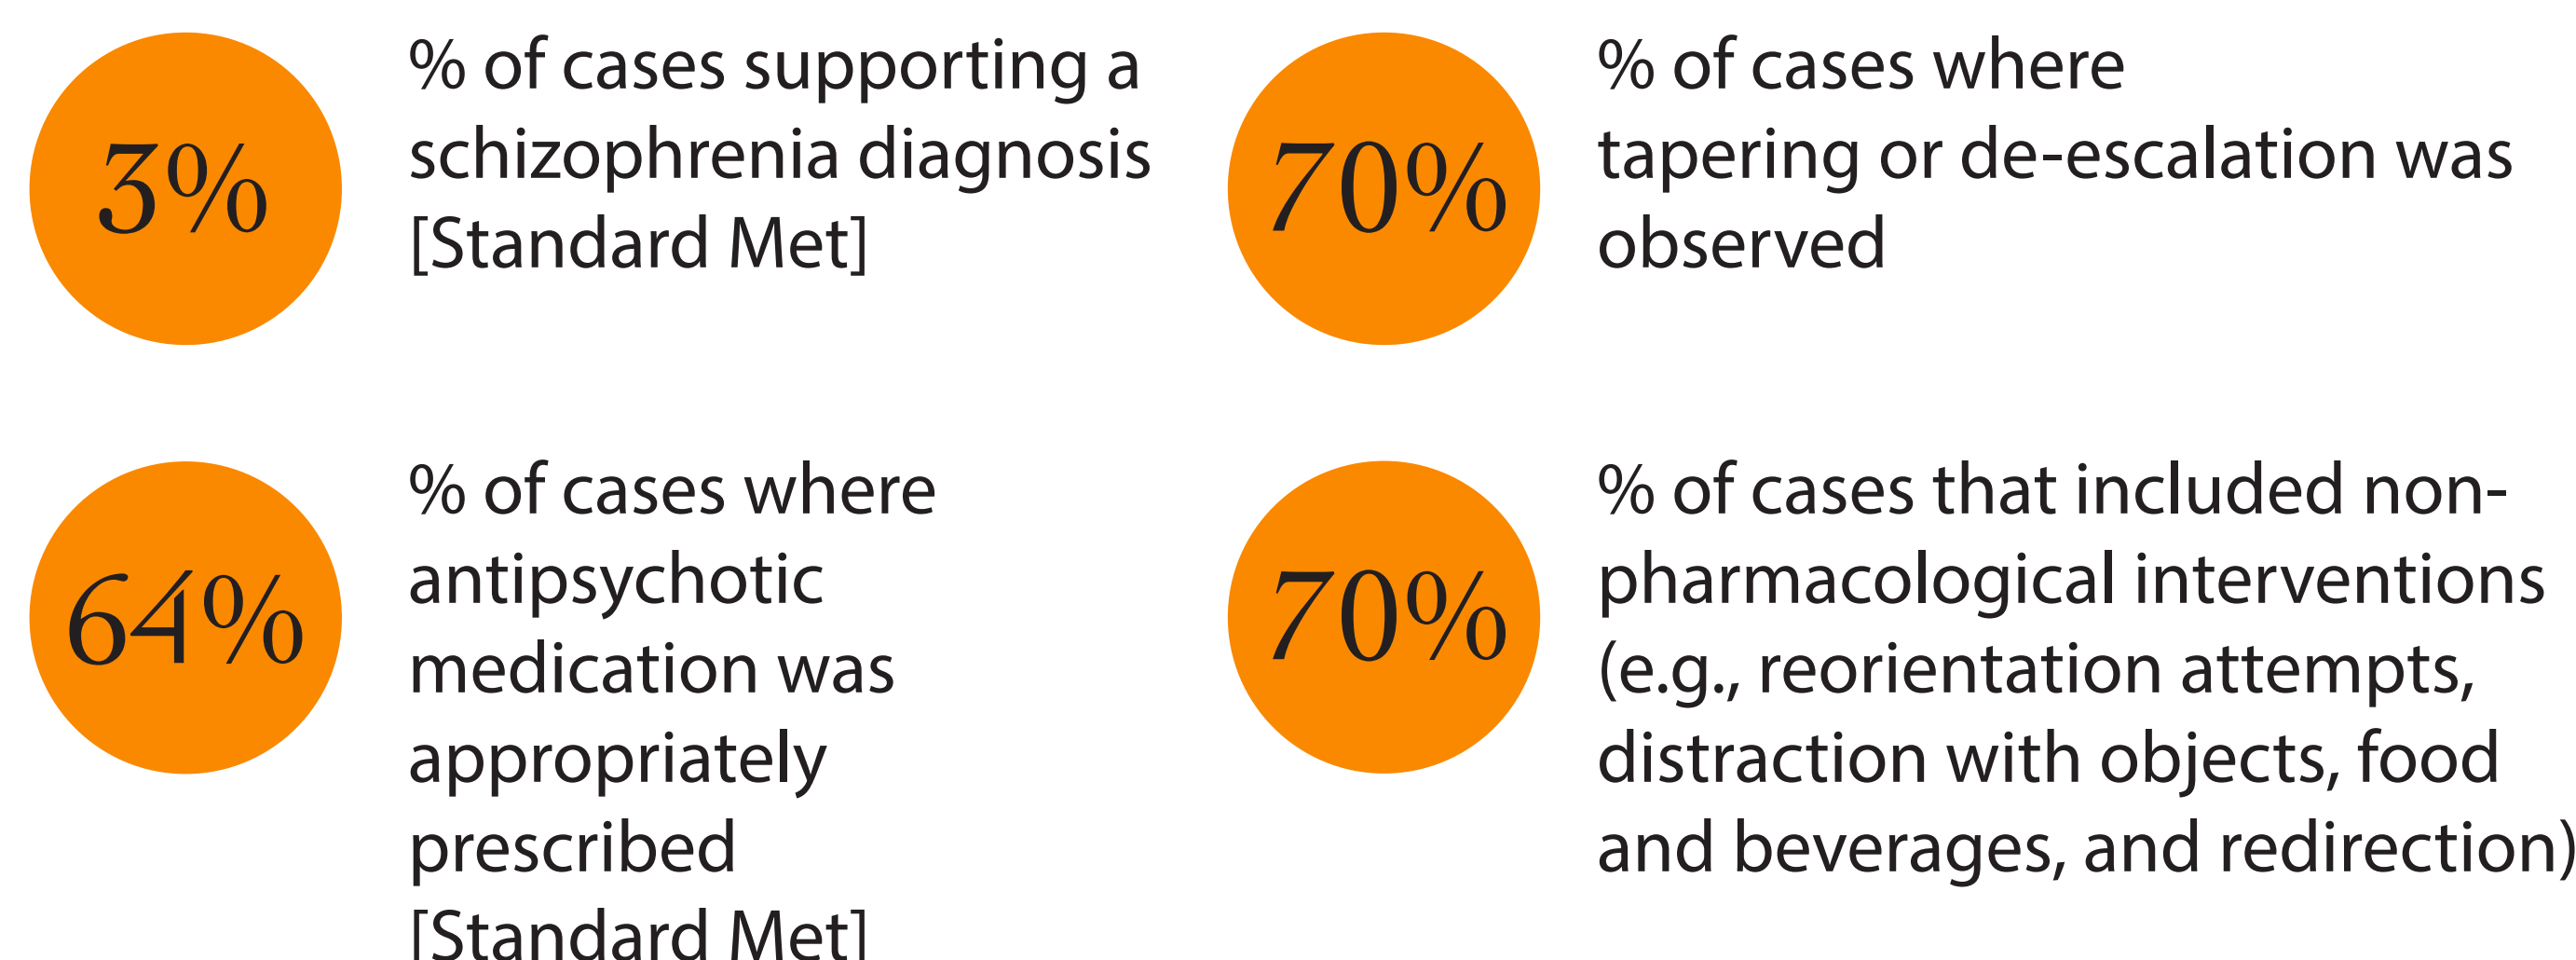 3%
% of cases supporting a
schizophrenia diagnosis
[Standard Met]
70%
% of cases where
tapering or de-escalation was
observed
64%
% of cases where
antipsychotic
medication was
appropriately
prescribed
[Standard Met]
70%
% of cases that included non-
pharmacological interventions
(e.g., reorientation attempts,
distraction with objects, food
and beverages, and redirection)